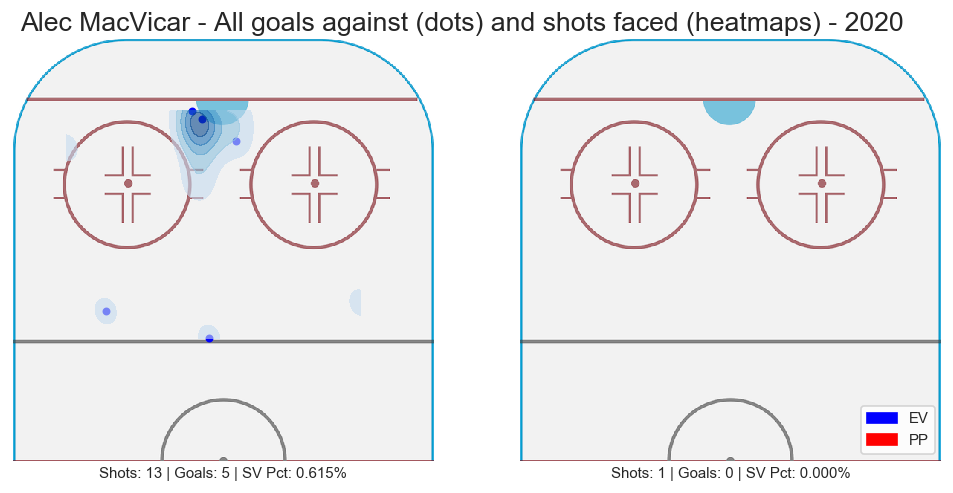 Alec MacVicar - All goals against (dots) and shots faced (heatmaps) - 2020
EV
PP
Shots: 13 | Goals: 5 | SV Pct: 0.615%
Shots: 1 | Goals: 0 | SV Pct: 0.000%